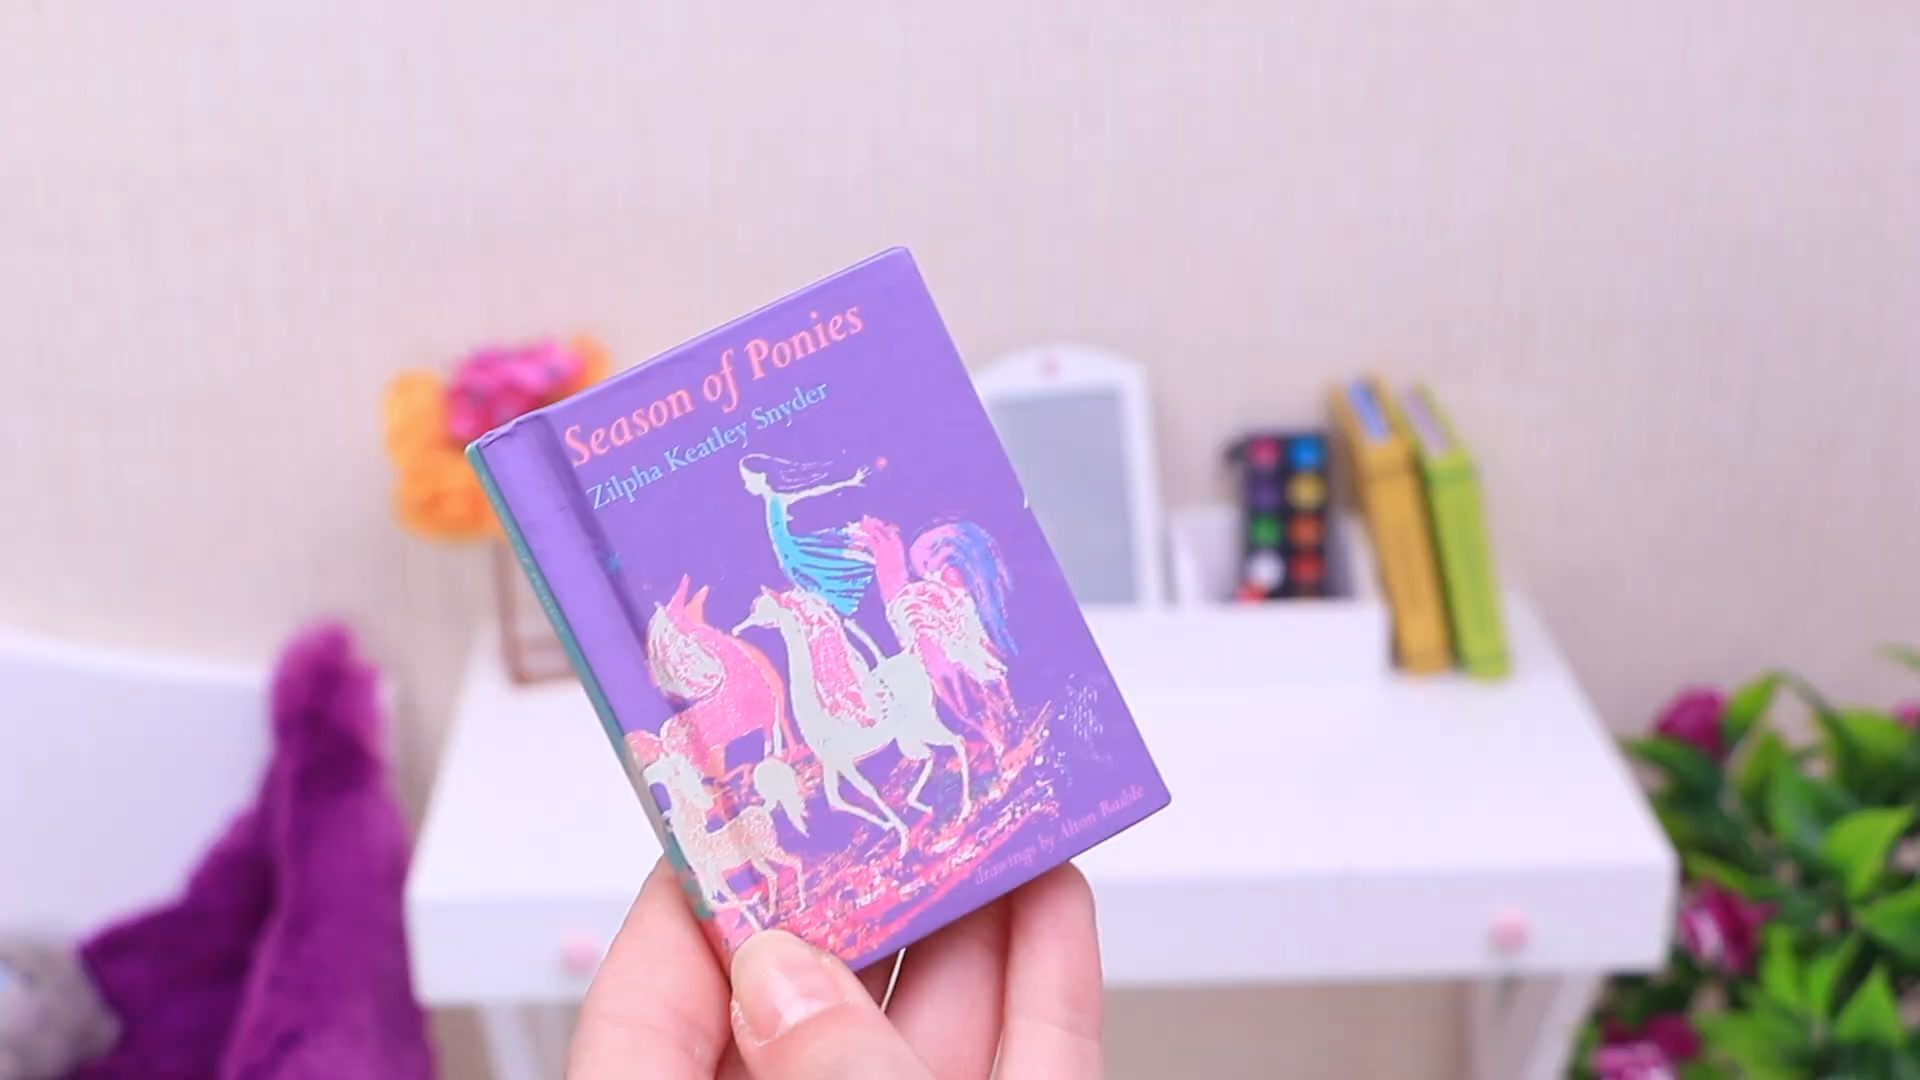 Season of Ponies
Zilpha Keatley Snyder
drawings by Alton Raible